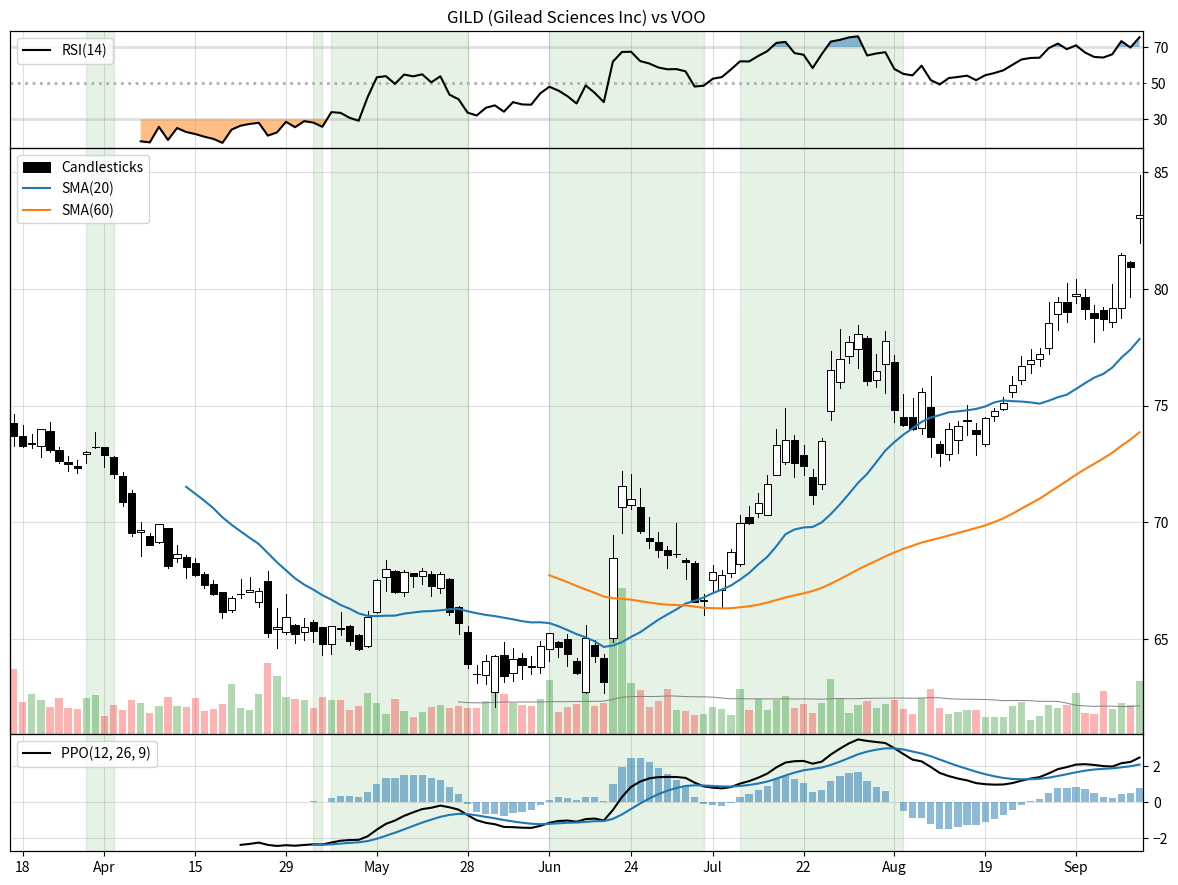 GILD (Gilead Sciences Inc) vs VOO
RSI(14)
70
50
30
Candlesticks
SMA(20)
SMA(60)
85
80
75
70
65
PPO(12, 26, 9)
2
0
−2
18 Apr 15 29 May 28 Jun 24 Jul 22 Aug 19 Sep